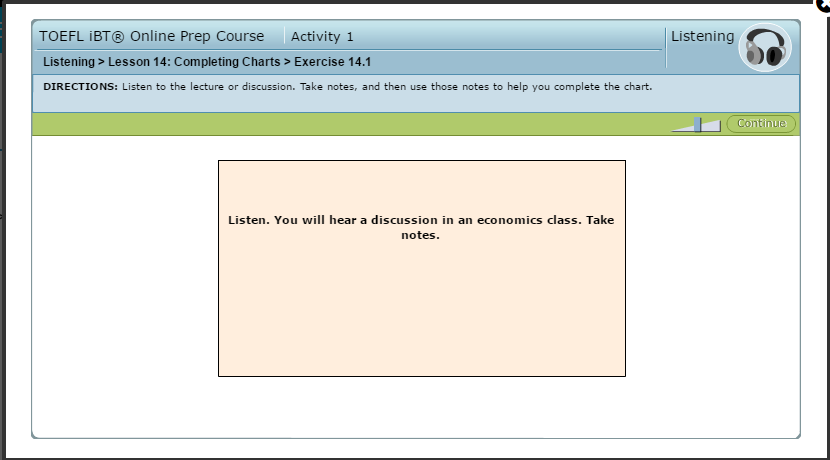 TOEFL iBT® Online Prep Course Activity 1 Listening
Listening > Lesson 14: Completing Charts > Exercise 14.1
DIRECTIONS: Listen to the lecture or discussion. Take notes, and then use those notes to help you complete the chart.
Continue
Listen. You will hear a discussion in an economics class. Take
notes.